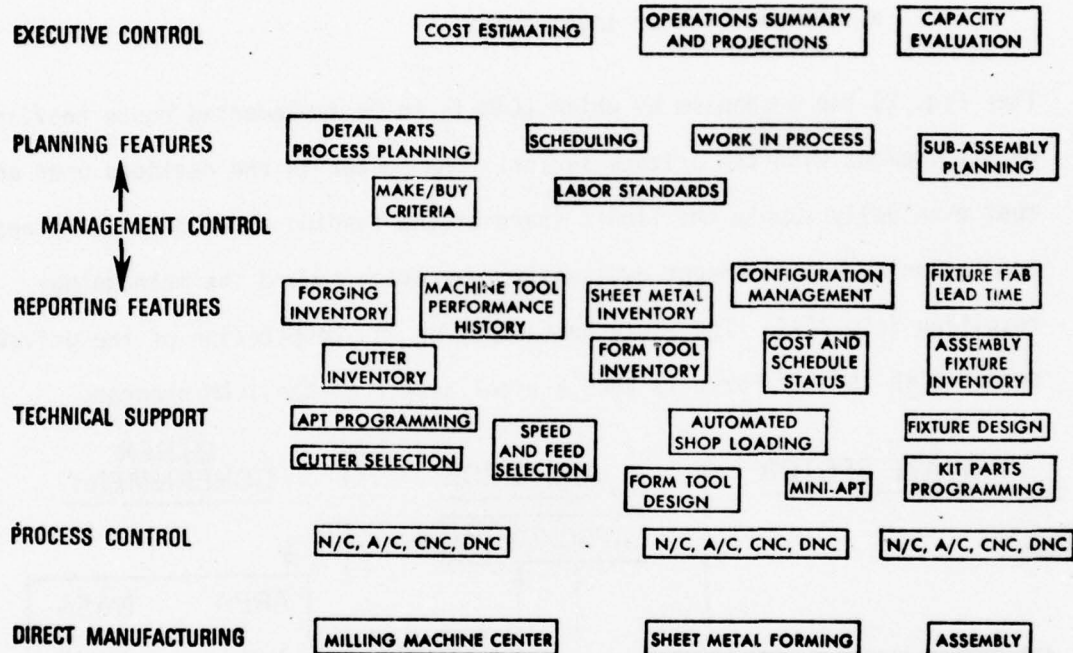 EXECUTIVE CONTROL
COST ESTIMATING
OPERATIONS SUMMARY
AND PROJECTIONS
CAPACITY
EVALUATION
PLANNING FEATURES
DETAIL PARTS
PROCESS PLANNING
SCHEDULING
WORK IN PROCESS
SUB-ASSEMBLY
PLANNING
MAKE/BUY
CRITERIA
LABOR STANDARDS
MANAGEMENT CONTROL
REPORTING FEATURES
FORGING
INVENTORY
MACHINE TOOL
PERFORMANCE
HISTORY
SHEET METAL
INVENTORY
CONFIGURATION
MANAGEMENT
FIXTURE FAB
LEAD TIME
CUTTER
INVENTORY
FORM TOOL
INVENTORY
COST AND
SCHEDULE
STATUS
ASSEMBLY
FIXTURE
INVENTORY
TECHNICAL SUPPORT
APT PROGRAMMING
SPEED
AND FEED
SELECTION
AUTOMATED
SHOP LOADING
FIXTURE DESIGN
CUTTER SELECTION
FORM TOOL
DESIGN
MINI-APT
KIT PARTS
PROGRAMMING
PROCESS CONTROL
N/C, A/C, CNC, DNC
N/C, A/C, CNC, DNC
N/C, A/C, CNC, DNC
DIRECT MANUFACTURING
MILLING MACHINE CENTER
SHEET METAL FORMING
ASSEMBLY